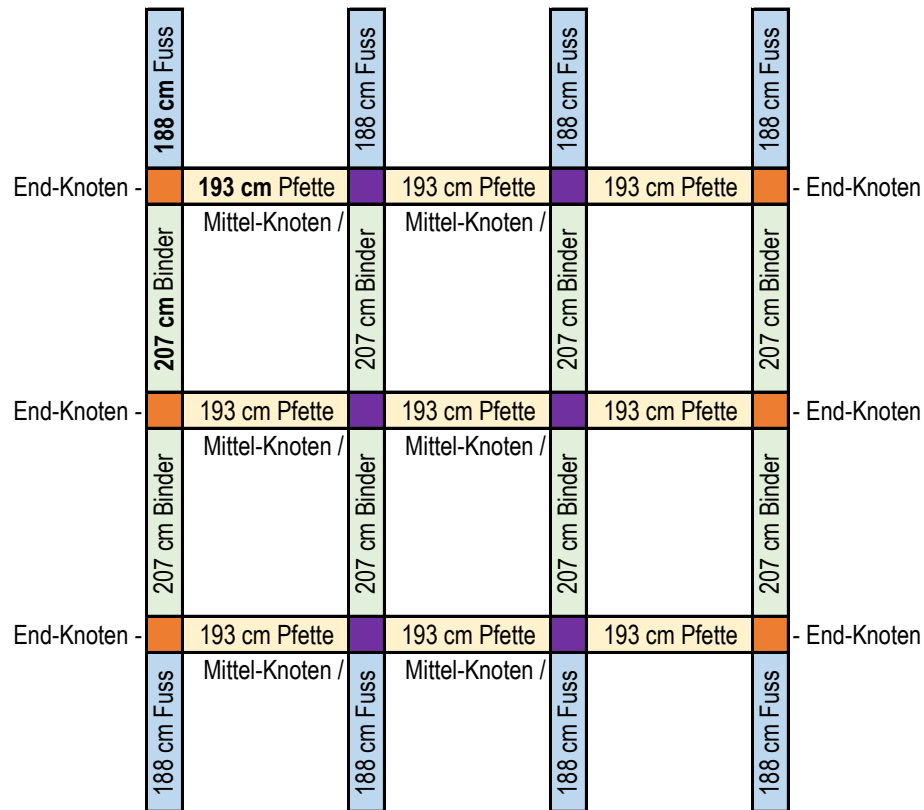 188 cm Fuss
188 cm Fuss
188 cm Fuss
188 cm Fuss
End-Knoten -
193 cm Pfette
193 cm Pfette
193 cm Pfette
- End-Knoten
Mittel-Knoten /
Mittel-Knoten /
207 cm Binder
207 cm Binder
207 cm Binder
207 cm Binder
End-Knoten -
193 cm Pfette
193 cm Pfette
193 cm Pfette
- End-Knoten
Mittel-Knoten /
Mittel-Knoten /
207 cm Binder
207 cm Binder
207 cm Binder
207 cm Binder
End-Knoten -
193 cm Pfette
193 cm Pfette
193 cm Pfette
- End-Knoten
Mittel-Knoten /
Mittel-Knoten /
188 cm Fuss
188 cm Fuss
188 cm Fuss
188 cm Fuss